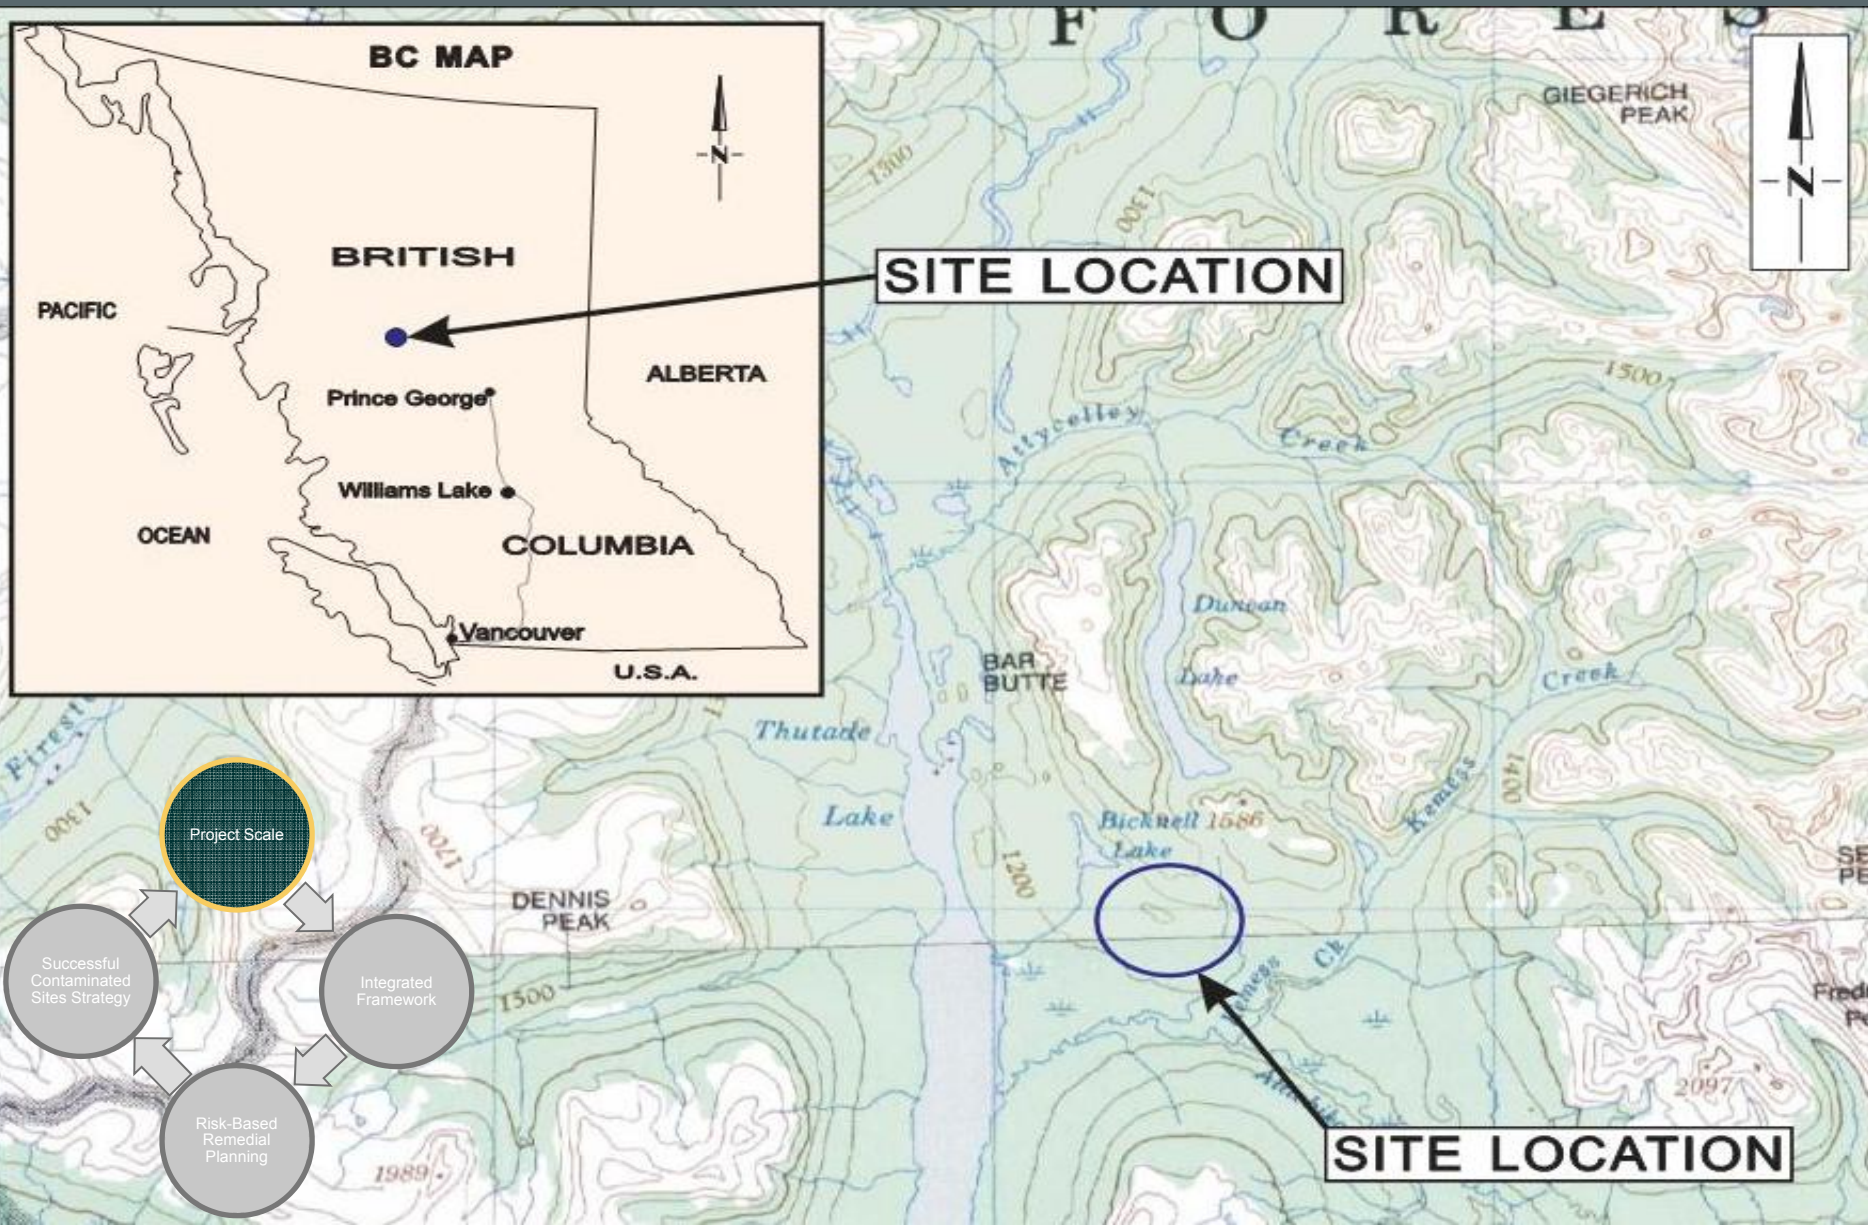 F O R E S
BC MAP
N
BRITISH
PACIFIC
ALBERTA
Prince George
Williams Lake
OCEAN
COLUMBIA
Vancouver
U.S.A.
SITE LOCATION
N
GIEGERICH
PEAK
1300
1300
1500
Attycelley
Creek
Duncan
Lake
BAR
BUTTE
Creek
Thutade
Lake
Kemess
1400
Bicknell 1586
Lake
1200
1300
1700
DENNIS
PEAK
1500
Ck
2097
1989
SITE LOCATION
Project Scale
Integrated
Framework
Risk-Based
Remedial
Planning
Successful
Contaminated
Sites Strategy